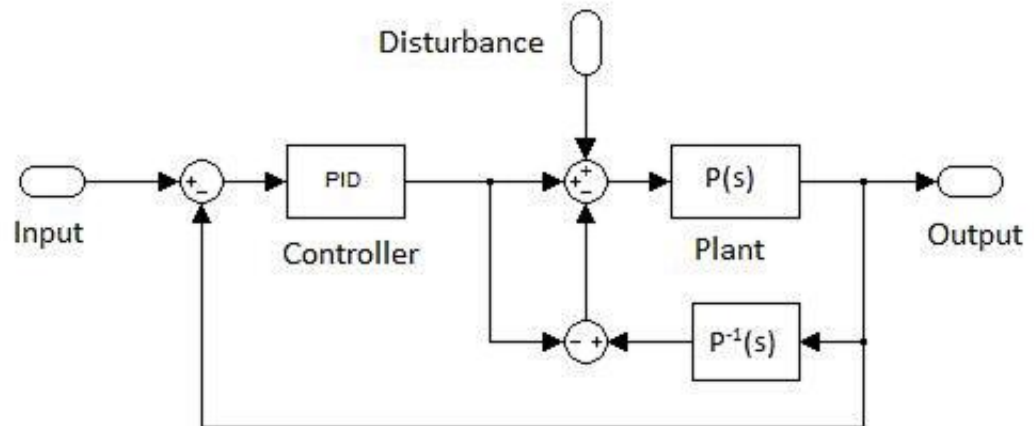 Disturbance
+ −
PID
+ + −
P(s)
Input
Controller
Plant
Output
− +
P⁻¹(s)